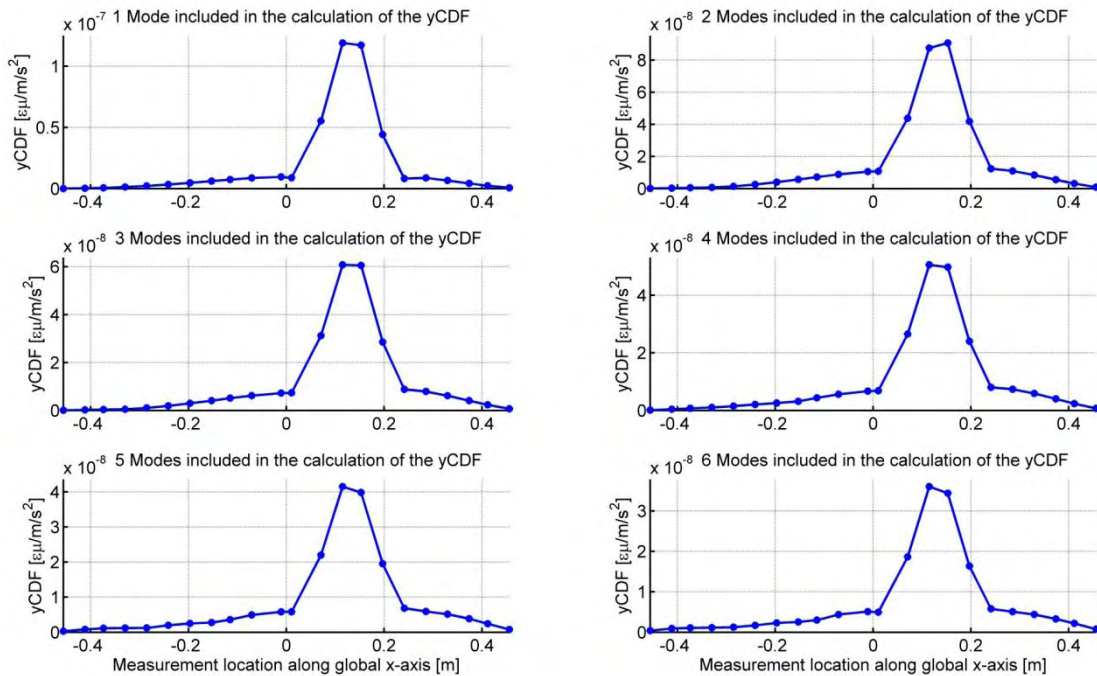 x 10-7 1 Mode included in the calculation of the yCDF
yCDF [εμ/m/s2]
1
0.5
0
-0.4 -0.2 0 0.2 0.4
x 10-8 2 Modes included in the calculation of the yCDF
yCDF [εμ/m/s2]
8
6
4
2
0
-0.4 -0.2 0 0.2 0.4
x 10-8 3 Modes included in the calculation of the yCDF
yCDF [εμ/m/s2]
6
4
2
0
-0.4 -0.2 0 0.2 0.4
x 10-8 4 Modes included in the calculation of the yCDF
yCDF [εμ/m/s2]
4
2
0
-0.4 -0.2 0 0.2 0.4
x 10-8 5 Modes included in the calculation of the yCDF
yCDF [εμ/m/s2]
4
3
2
1
0
-0.4 -0.2 0 0.2 0.4
Measurement location along global x-axis [m]
x 10-8 6 Modes included in the calculation of the yCDF
yCDF [εμ/m/s2]
3
2
1
0
-0.4 -0.2 0 0.2 0.4
Measurement location along global x-axis [m]